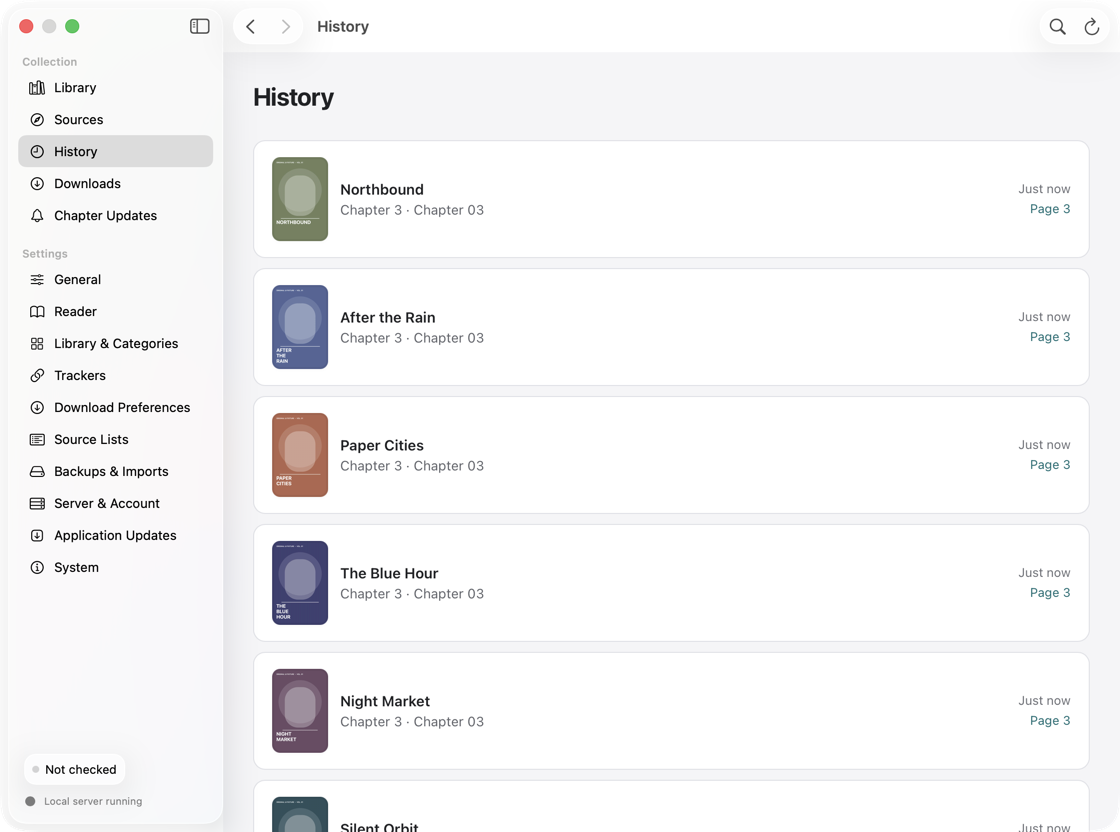 History
Collection
Library
Sources
History
Downloads
Chapter Updates
Settings
General
Reader
Library & Categories
Trackers
Download Preferences
Source Lists
Backups & Imports
Server & Account
Application Updates
System
Not checked
Local server running
History
NORTHBOUND
Northbound
Chapter 3 · Chapter 03
Just now
Page 3
AFTER
THE
RAIN
After the Rain
Chapter 3 · Chapter 03
Just now
Page 3
PAPER
CITIES
Paper Cities
Chapter 3 · Chapter 03
Just now
Page 3
THE
BLUE
HOUR
The Blue Hour
Chapter 3 · Chapter 03
Just now
Page 3
NIGHT
MARKET
Night Market
Chapter 3 · Chapter 03
Just now
Page 3
Silent Orbit
Just now